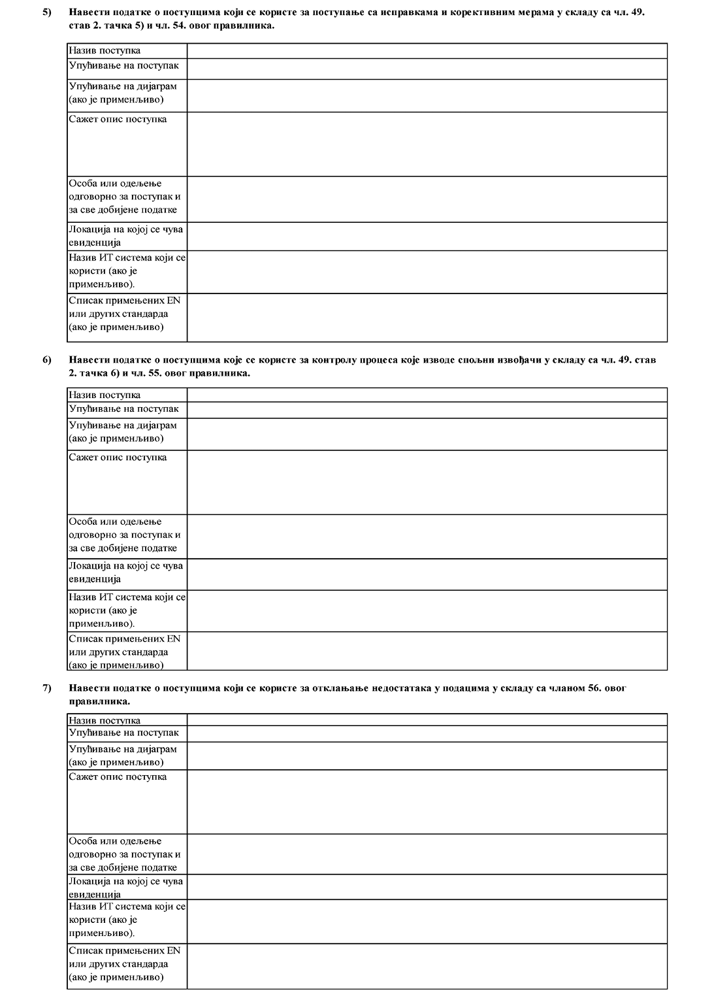 5) Навести податке о поступцима који се користе за поступање са исправкама и корективним мерама у складу са чл. 49.
став 2. тачка 5) и чл. 54. овог правилника.
Назив поступка
Упућивање на поступак
Упућивање на дијаграм
(ако је применљиво)
Сажет опис поступка
Особа или одељење
одговорно за поступак и
за све добијене податке
Локација на којој се чува
евиденција
Назив ИТ система који се
користи (ако је
применљиво).
Списак примењених EN
или других стандарда
(ако је применљиво)
6) Навести податке о поступцима које се користе за контролу процеса које изводе спољни извођачи у складу са чл. 49. став
2. тачка 6) и чл. 55. овог правилника.
Назив поступка
Упућивање на поступак
Упућивање на дијаграм
(ако је применљиво)
Сажет опис поступка
Особа или одељење
одговорно за поступак и
за све добијене податке
Локација на којој се чува
евиденција
Назив ИТ система који се
користи (ако је
применљиво).
Списак примењених EN
или других стандарда
(ако је применљиво)
7) Навести податке о поступцима који се користе за отклањање недостатака у подацима у складу са чланом 56. овог
правилника.
Назив поступка
Упућивање на поступак
Упућивање на дијаграм
(ако је применљиво)
Сажет опис поступка
Особа или одељење
одговорно за поступак и
за све добијене податке
Локација на којој се чува
евиденција
Назив ИТ система који се
користи (ако је
применљиво).
Списак примењених EN
или других стандарда
(ако је применљиво)